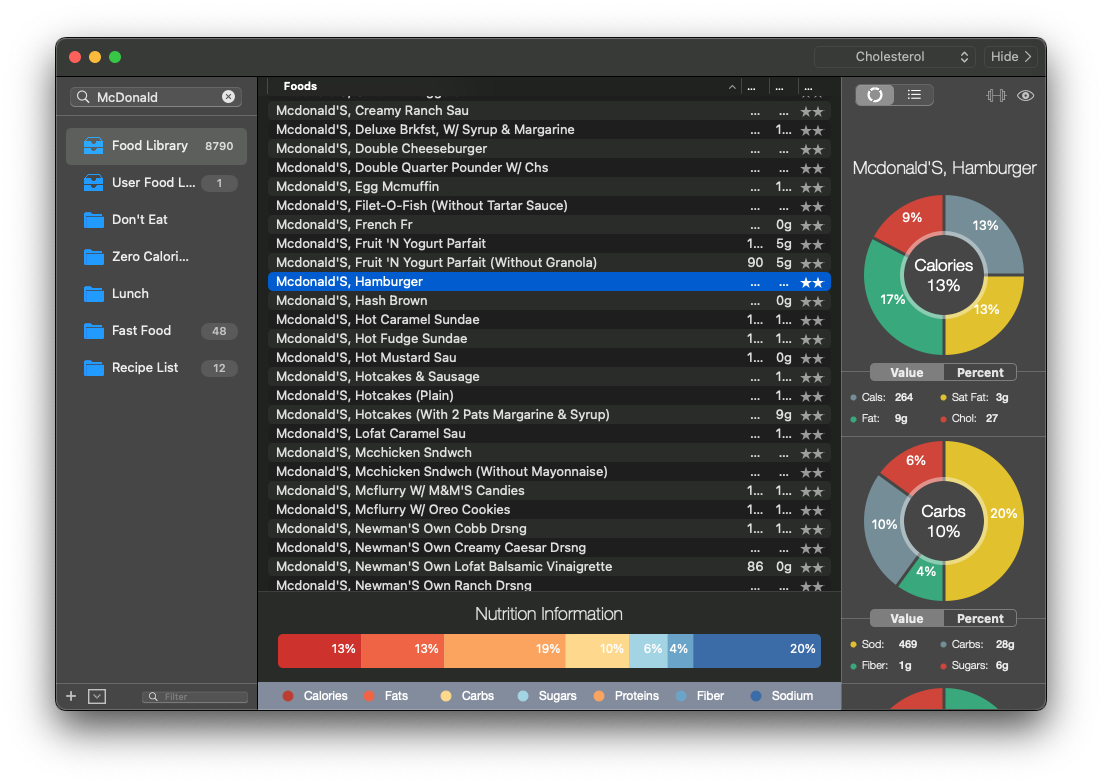 Cholesterol
Hide
McDonald
Food Library 8790
User Food L... 1
Don't Eat
Zero Calori...
Lunch
Fast Food 48
Recipe List 12
Filter
Foods ... ... ...
Mcdonald'S, Creamy Ranch Sau ... ...
Mcdonald'S, Deluxe Brkfst, W/ Syrup & Margarine ... 1...
Mcdonald'S, Double Cheeseburger ... ...
Mcdonald'S, Double Quarter Pounder W/ Chs ... ...
Mcdonald'S, Egg Mcmuffin ... 1...
Mcdonald'S, Filet-O-Fish (Without Tartar Sauce) ... ...
Mcdonald'S, French Fr ... 0g
Mcdonald'S, Fruit 'N Yogurt Parfait 1... 5g
Mcdonald'S, Fruit 'N Yogurt Parfait (Without Granola) 90 5g
Mcdonald'S, Hamburger ... ...
Mcdonald'S, Hash Brown ... 0g
Mcdonald'S, Hot Caramel Sundae 1... 1...
Mcdonald'S, Hot Fudge Sundae 1... 1...
Mcdonald'S, Hot Mustard Sau 1... 0g
Mcdonald'S, Hotcakes & Sausage ... 1...
Mcdonald'S, Hotcakes (Plain) ... 1...
Mcdonald'S, Hotcakes (With 2 Pats Margarine & Syrup) ... 9g
Mcdonald'S, Lofat Caramel Sau ... 1...
Mcdonald'S, Mcchicken Sndwch ... ...
Mcdonald'S, Mcchicken Sndwch (Without Mayonnaise) ... ...
Mcdonald'S, Mcflurry W/ M&M'S Candies 1... 1...
Mcdonald'S, Mcflurry W/ Oreo Cookies 1... 1...
Mcdonald'S, Newman'S Own Cobb Drsng 1... 1...
Mcdonald'S, Newman'S Own Creamy Caesar Drsng ... ...
Mcdonald'S, Newman'S Own Lofat Balsamic Vinaigrette 86 0g
Mcdonald'S, Newman'S Own Ranch Drsng ... ...
Nutrition Information
13% 13% 19% 10% 6% 4% 20%
Calories Fats Carbs Sugars Proteins Fiber Sodium
Mcdonald'S, Hamburger
9% 13%
Calories
13%
17% 13%
Value Percent
Cals: 264 Sat Fat: 3g
Fat: 9g Chol: 27
6%
Carbs
10% 20%
10%
4%
Value Percent
Sod: 469 Carbs: 28g
Fiber: 1g Sugars: 6g